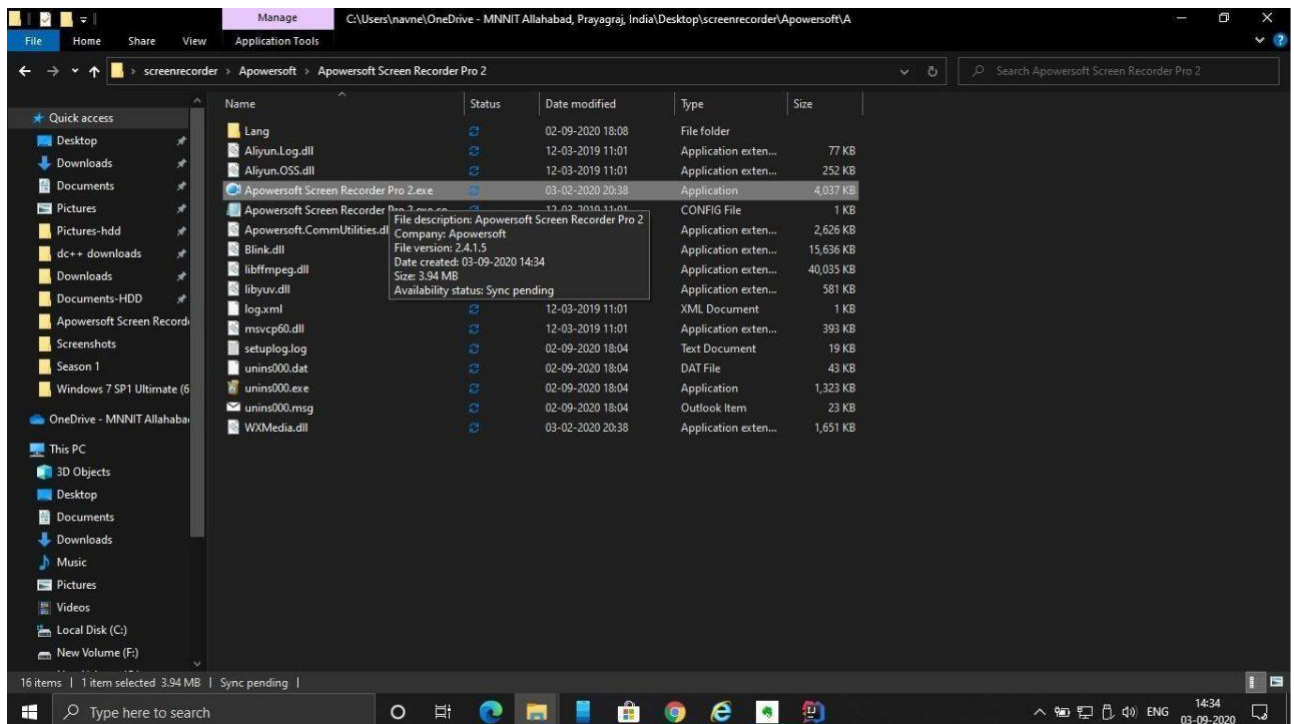 Manage C:\Users\navne\OneDrive - MNNIT Allahabad, Prayagraj, India\Desktop\screenrecorder\Apowersoft\A
File Home Share View Application Tools
screenrecorder > Apowersoft > Apowersoft Screen Recorder Pro 2 Search Apowersoft Screen Recorder Pro 2
Name Status Date modified Type Size
Quick access
Desktop
Downloads
Documents
Pictures
Pictures-hdd
dc++ downloads
Downloads
Documents-HDD
Apowersoft Screen Recordi
Screenshots
Season 1
Windows 7 SP1 Ultimate (6
OneDrive - MNNIT Allahaba
This PC
3D Objects
Desktop
Documents
Downloads
Music
Pictures
Videos
Local Disk (C:)
New Volume (F:)
Lang 02-09-2020 18:08 File folder
Aliyun.Log.dll 12-03-2019 11:01 Application exten... 77 KB
Aliyun.OSS.dll 12-03-2019 11:01 Application exten... 252 KB
Apowersoft Screen Recorder Pro 2.exe 03-02-2020 20:38 Application 4,037 KB
Apowersoft Screen Recorder Pro 2.exe.co 12-03-2019 11:01 CONFIG File 1 KB
Apowersoft.CommUtilities.dl Application exten... 2,626 KB
Blink.dll Application exten... 15,636 KB
libffmpeg.dll Application exten... 40,035 KB
libyuv.dll Application exten... 581 KB
log.xml 12-03-2019 11:01 XML Document 1 KB
msvcp60.dll 12-03-2019 11:01 Application exten... 393 KB
setuplog.log 02-09-2020 18:04 Text Document 19 KB
unins000.dat 02-09-2020 18:04 DAT File 43 KB
unins000.exe 02-09-2020 18:04 Application 1,323 KB
unins000.msg 02-09-2020 18:04 Outlook Item 23 KB
WXMedia.dll 03-02-2020 20:38 Application exten... 1,651 KB
File description: Apowersoft Screen Recorder Pro 2
Company: Apowersoft
File version: 2.4.1.5
Date created: 03-09-2020 14:34
Size: 3.94 MB
Availability status: Sync pending
16 items | 1 item selected 3.94 MB | Sync pending |
Type here to search ENG 14:34
03-09-2020